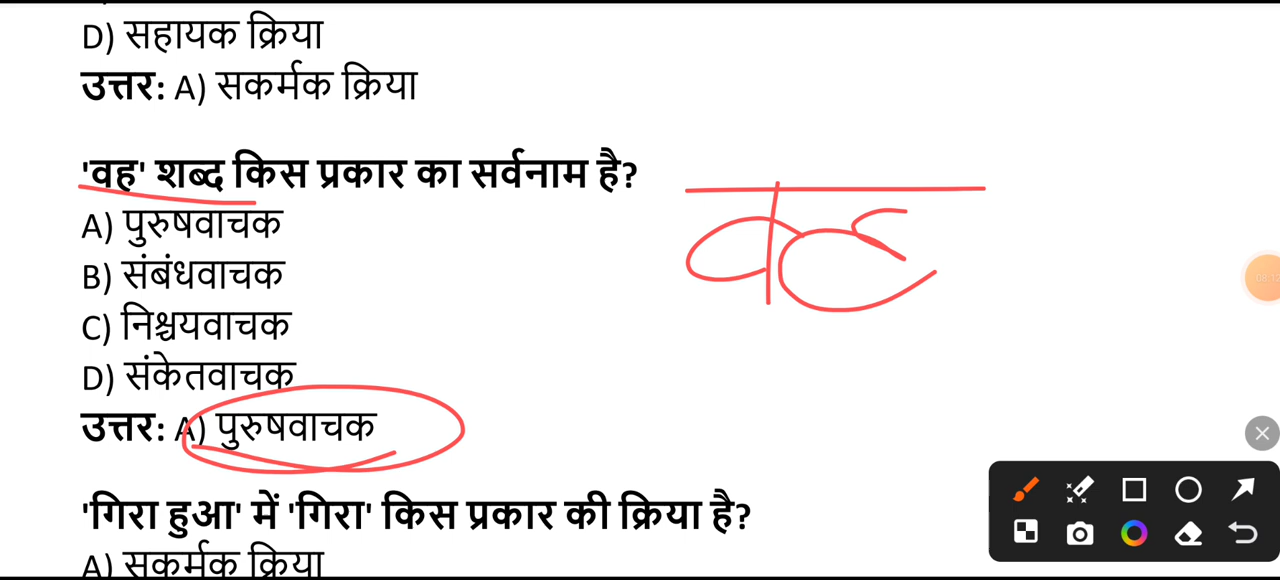 D) सहायक क्रिया
उत्तर: A) सकर्मक क्रिया
'वह' शब्द किस प्रकार का सर्वनाम है?
वह
A) पुरुषवाचक
B) संबंधवाचक
C) निश्चयवाचक
D) संकेतवाचक
उत्तर: A) पुरुषवाचक
'गिरा हुआ' में 'गिरा' किस प्रकार की क्रिया है?
A) सकर्मक क्रिया